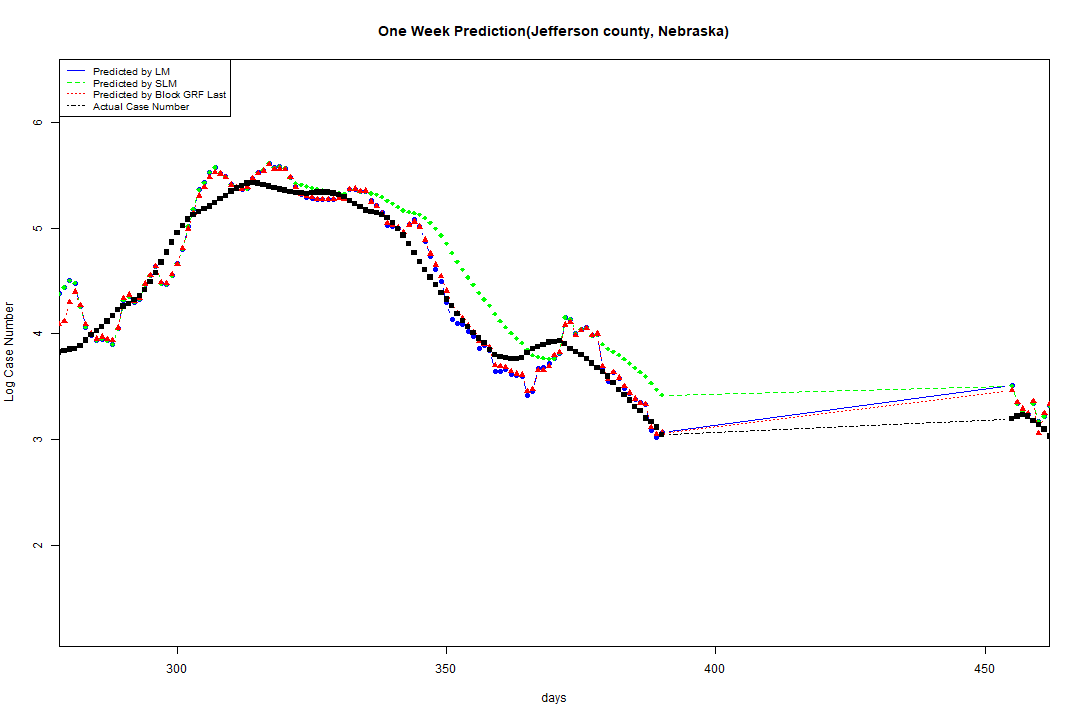 One Week Prediction(Jefferson county, Nebraska)
Predicted by LM
Predicted by SLM
Predicted by Block GRF Last
Actual Case Number
Log Case Number
6
5
4
3
2
300 350 400 450
days